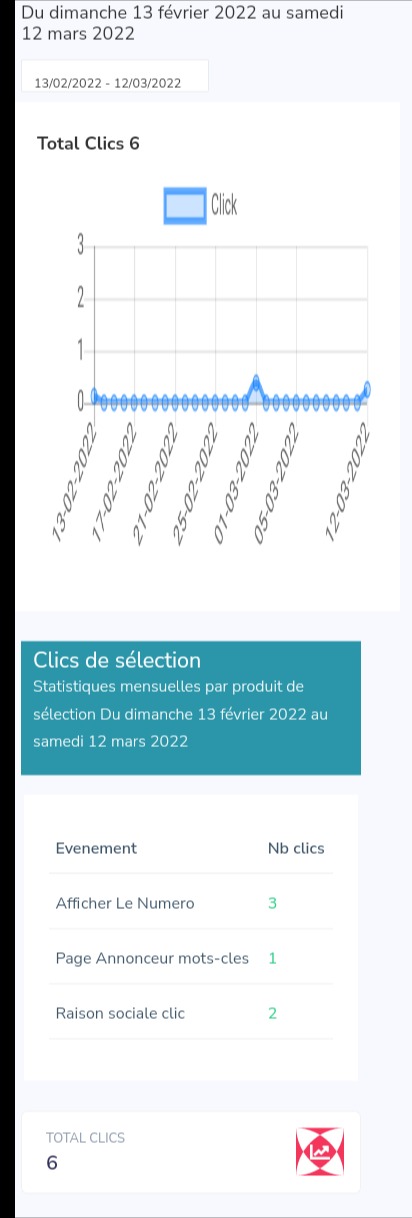 Du dimanche 13 février 2022 au samedi
12 mars 2022
13/02/2022 - 12/03/2022
Total Clics 6
Click
3
2
1
0
13-02-2022
17-02-2022
21-02-2022
25-02-2022
01-03-2022
05-03-2022
12-03-2022
Clics de sélection
Statistiques mensuelles par produit de
sélection Du dimanche 13 février 2022 au
samedi 12 mars 2022
Evenement Nb clics
Afficher Le Numero 3
Page Annonceur mots-cles 1
Raison sociale clic 2
TOTAL CLICS
6